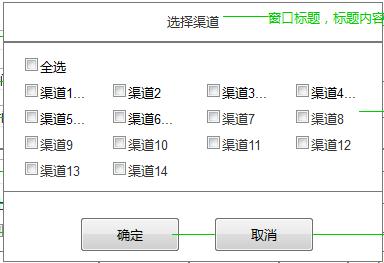 选择渠道 窗口标题，标题内容
全选
渠道1... 渠道2 渠道3... 渠道4...
渠道5... 渠道6... 渠道7 渠道8
渠道9 渠道10 渠道11 渠道12
渠道13 渠道14
确定 取消